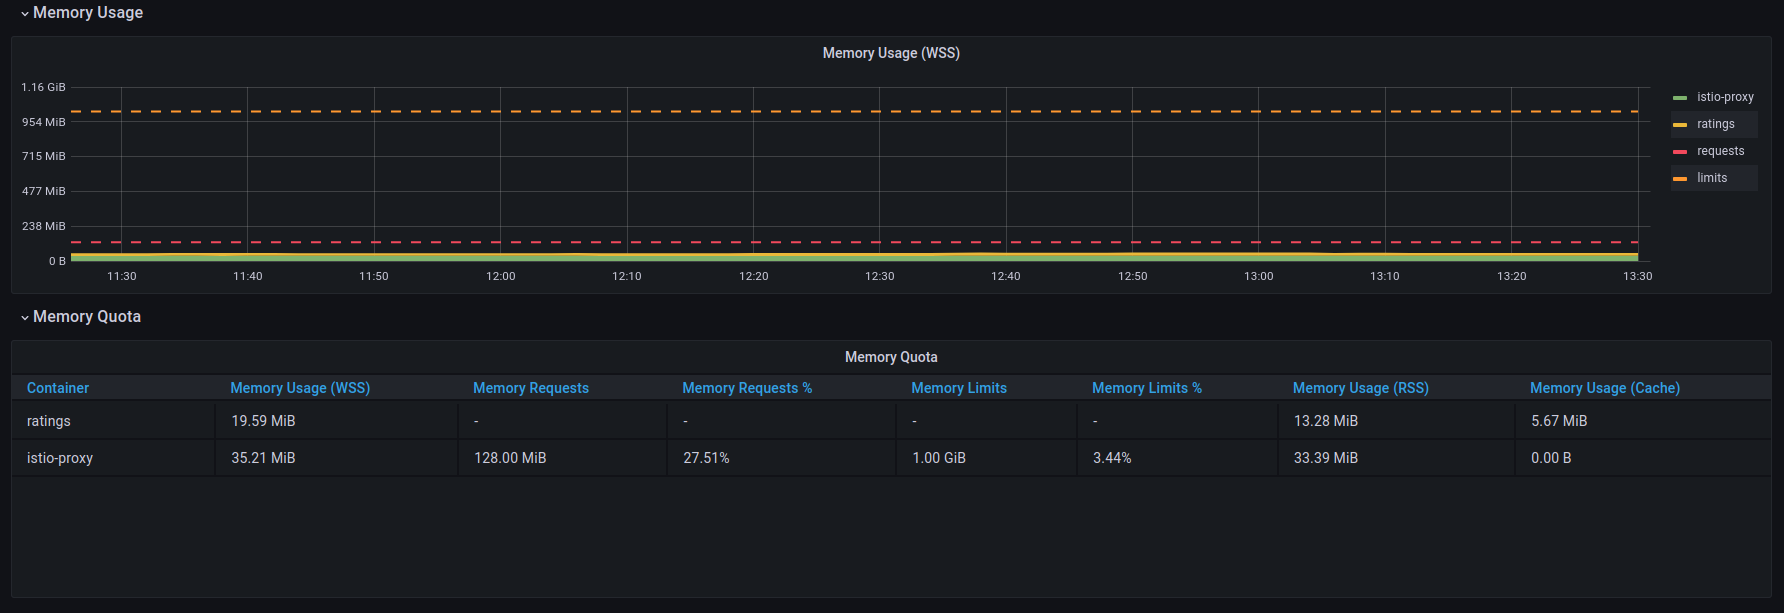 Memory Usage
Memory Usage (WSS)
1.16 GiB
954 MiB
715 MiB
477 MiB
238 MiB
0 B
11:30 11:40 11:50 12:00 12:10 12:20 12:30 12:40 12:50 13:00 13:10 13:20 13:30
istio-proxy
ratings
requests
limits
Memory Quota
Memory Quota
Container Memory Usage (WSS) Memory Requests Memory Requests % Memory Limits Memory Limits % Memory Usage (RSS) Memory Usage (Cache)
ratings 19.59 MiB - - - - 13.28 MiB 5.67 MiB
istio-proxy 35.21 MiB 128.00 MiB 27.51% 1.00 GiB 3.44% 33.39 MiB 0.00 B